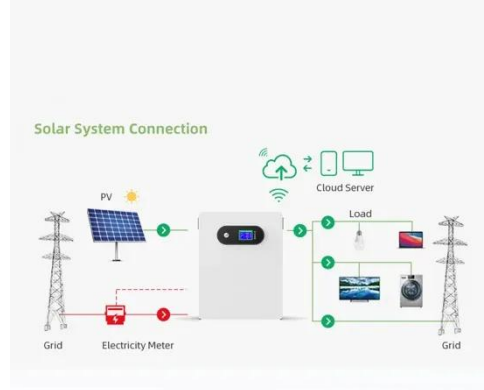 Solar System Connection
PV
Cloud Server
Load
Grid
Electricity Meter
Grid